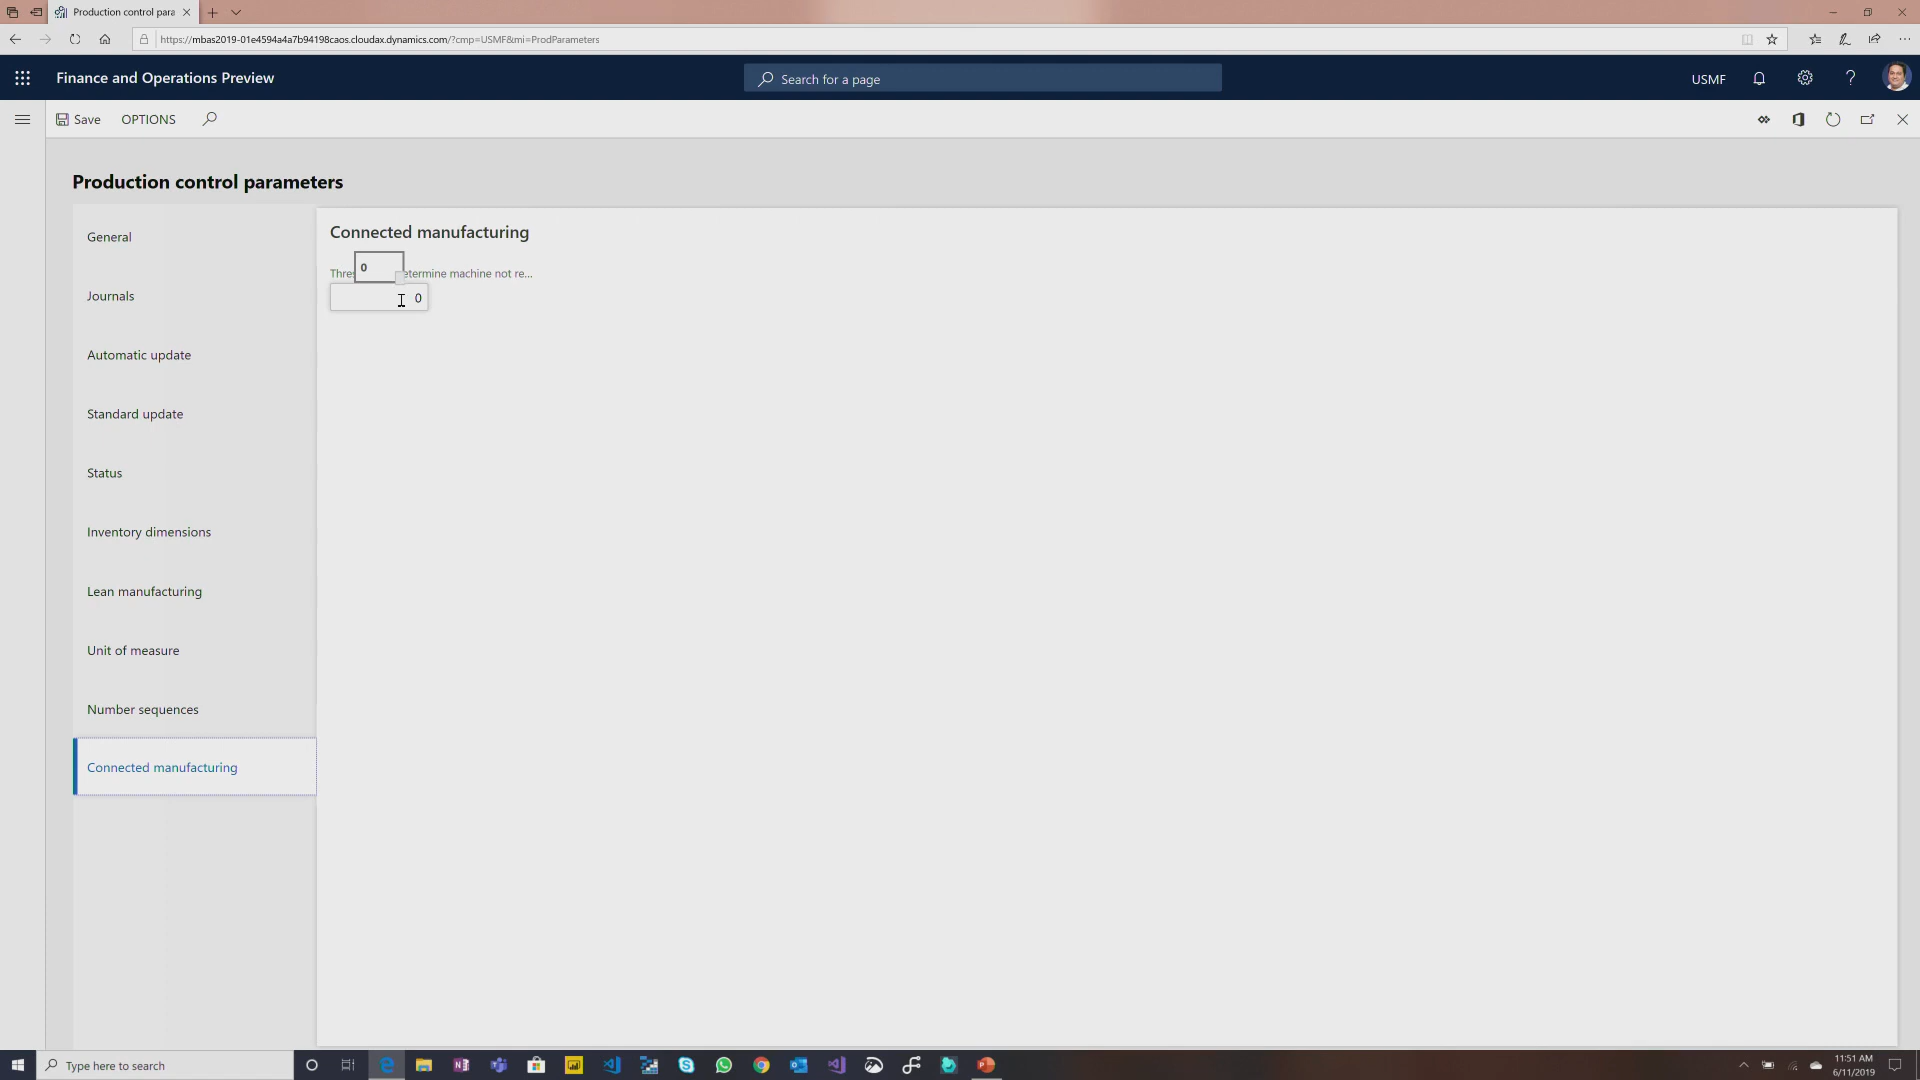 Production control para
https://mbas2019-01e4594a4a7b94198caos.cloudax.dynamics.com/?cmp=USMF&mi=ProdParameters
Finance and Operations Preview
Search for a page
USMF
Save
OPTIONS
Production control parameters
General
Journals
Automatic update
Standard update
Status
Inventory dimensions
Lean manufacturing
Unit of measure
Number sequences
Connected manufacturing
Connected manufacturing
machine not re...
0
0
Type here to search
11:51 AM
6/11/2019